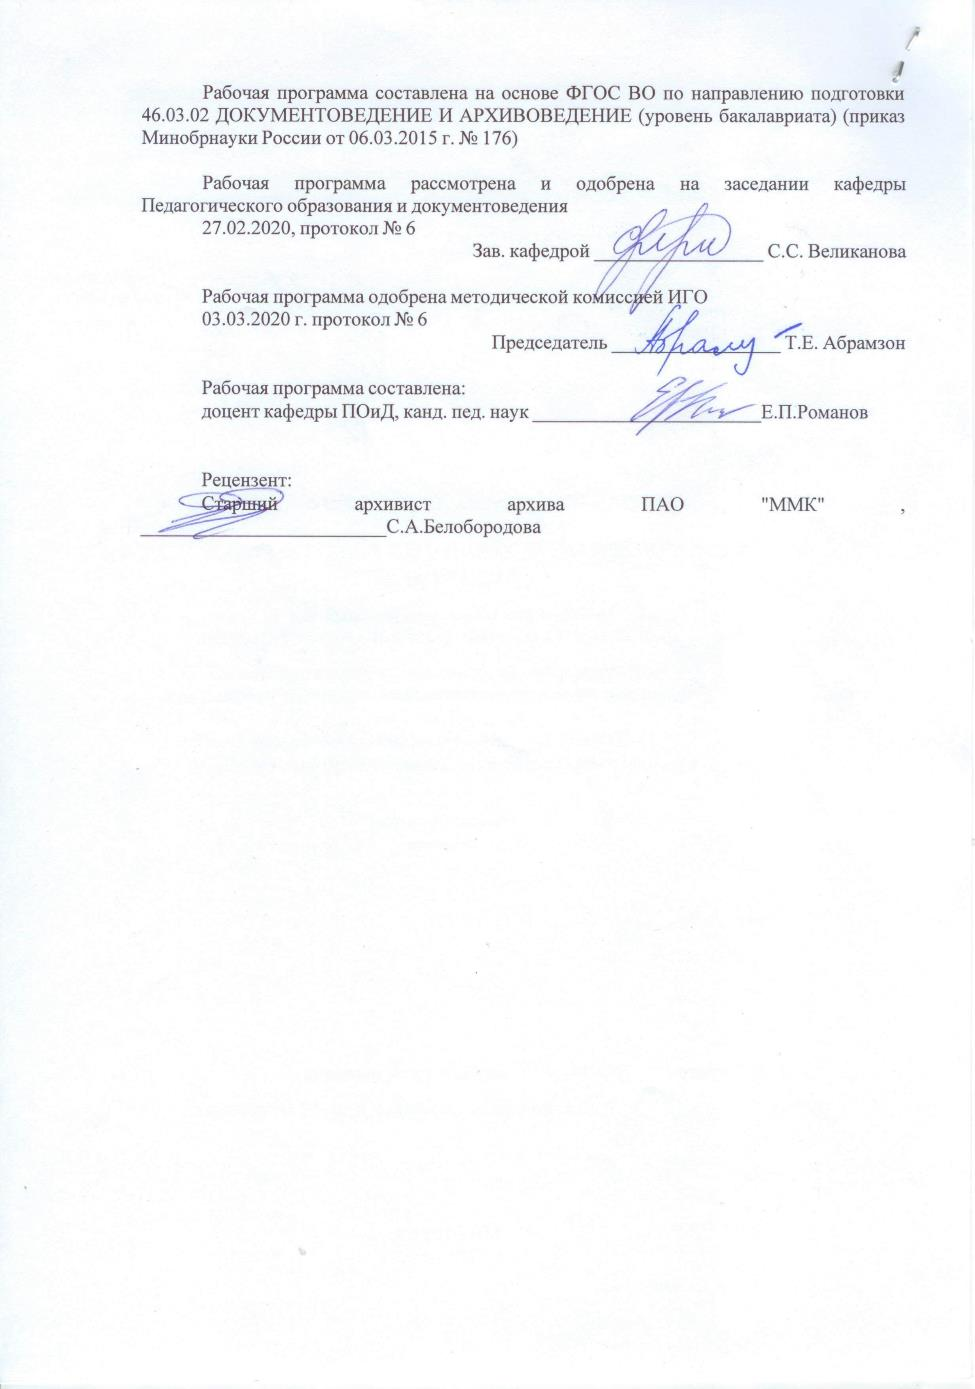 Рабочая программа составлена на основе ФГОС ВО по направлению подготовки
46.03.02 ДОКУМЕНТОВЕДЕНИЕ И АРХИВОВЕДЕНИЕ (уровень бакалавриата) (приказ
Минобрнауки России от 06.03.2015 г. № 176)
Рабочая программа рассмотрена и одобрена на заседании кафедры
Педагогического образования и документоведения
27.02.2020, протокол № 6
Зав. кафедрой ________________ С.С. Великанова
Рабочая программа одобрена методической комиссией ИГО
03.03.2020 г. протокол № 6
Председатель ________________ Т.Е. Абрамзон
Рабочая программа составлена:
доцент кафедры ПОиД, канд. пед. наук ______________________Е.П.Романов
Рецензент:
Старший архивист архива ПАО "ММК" ,
________________________С.А.Белобородова